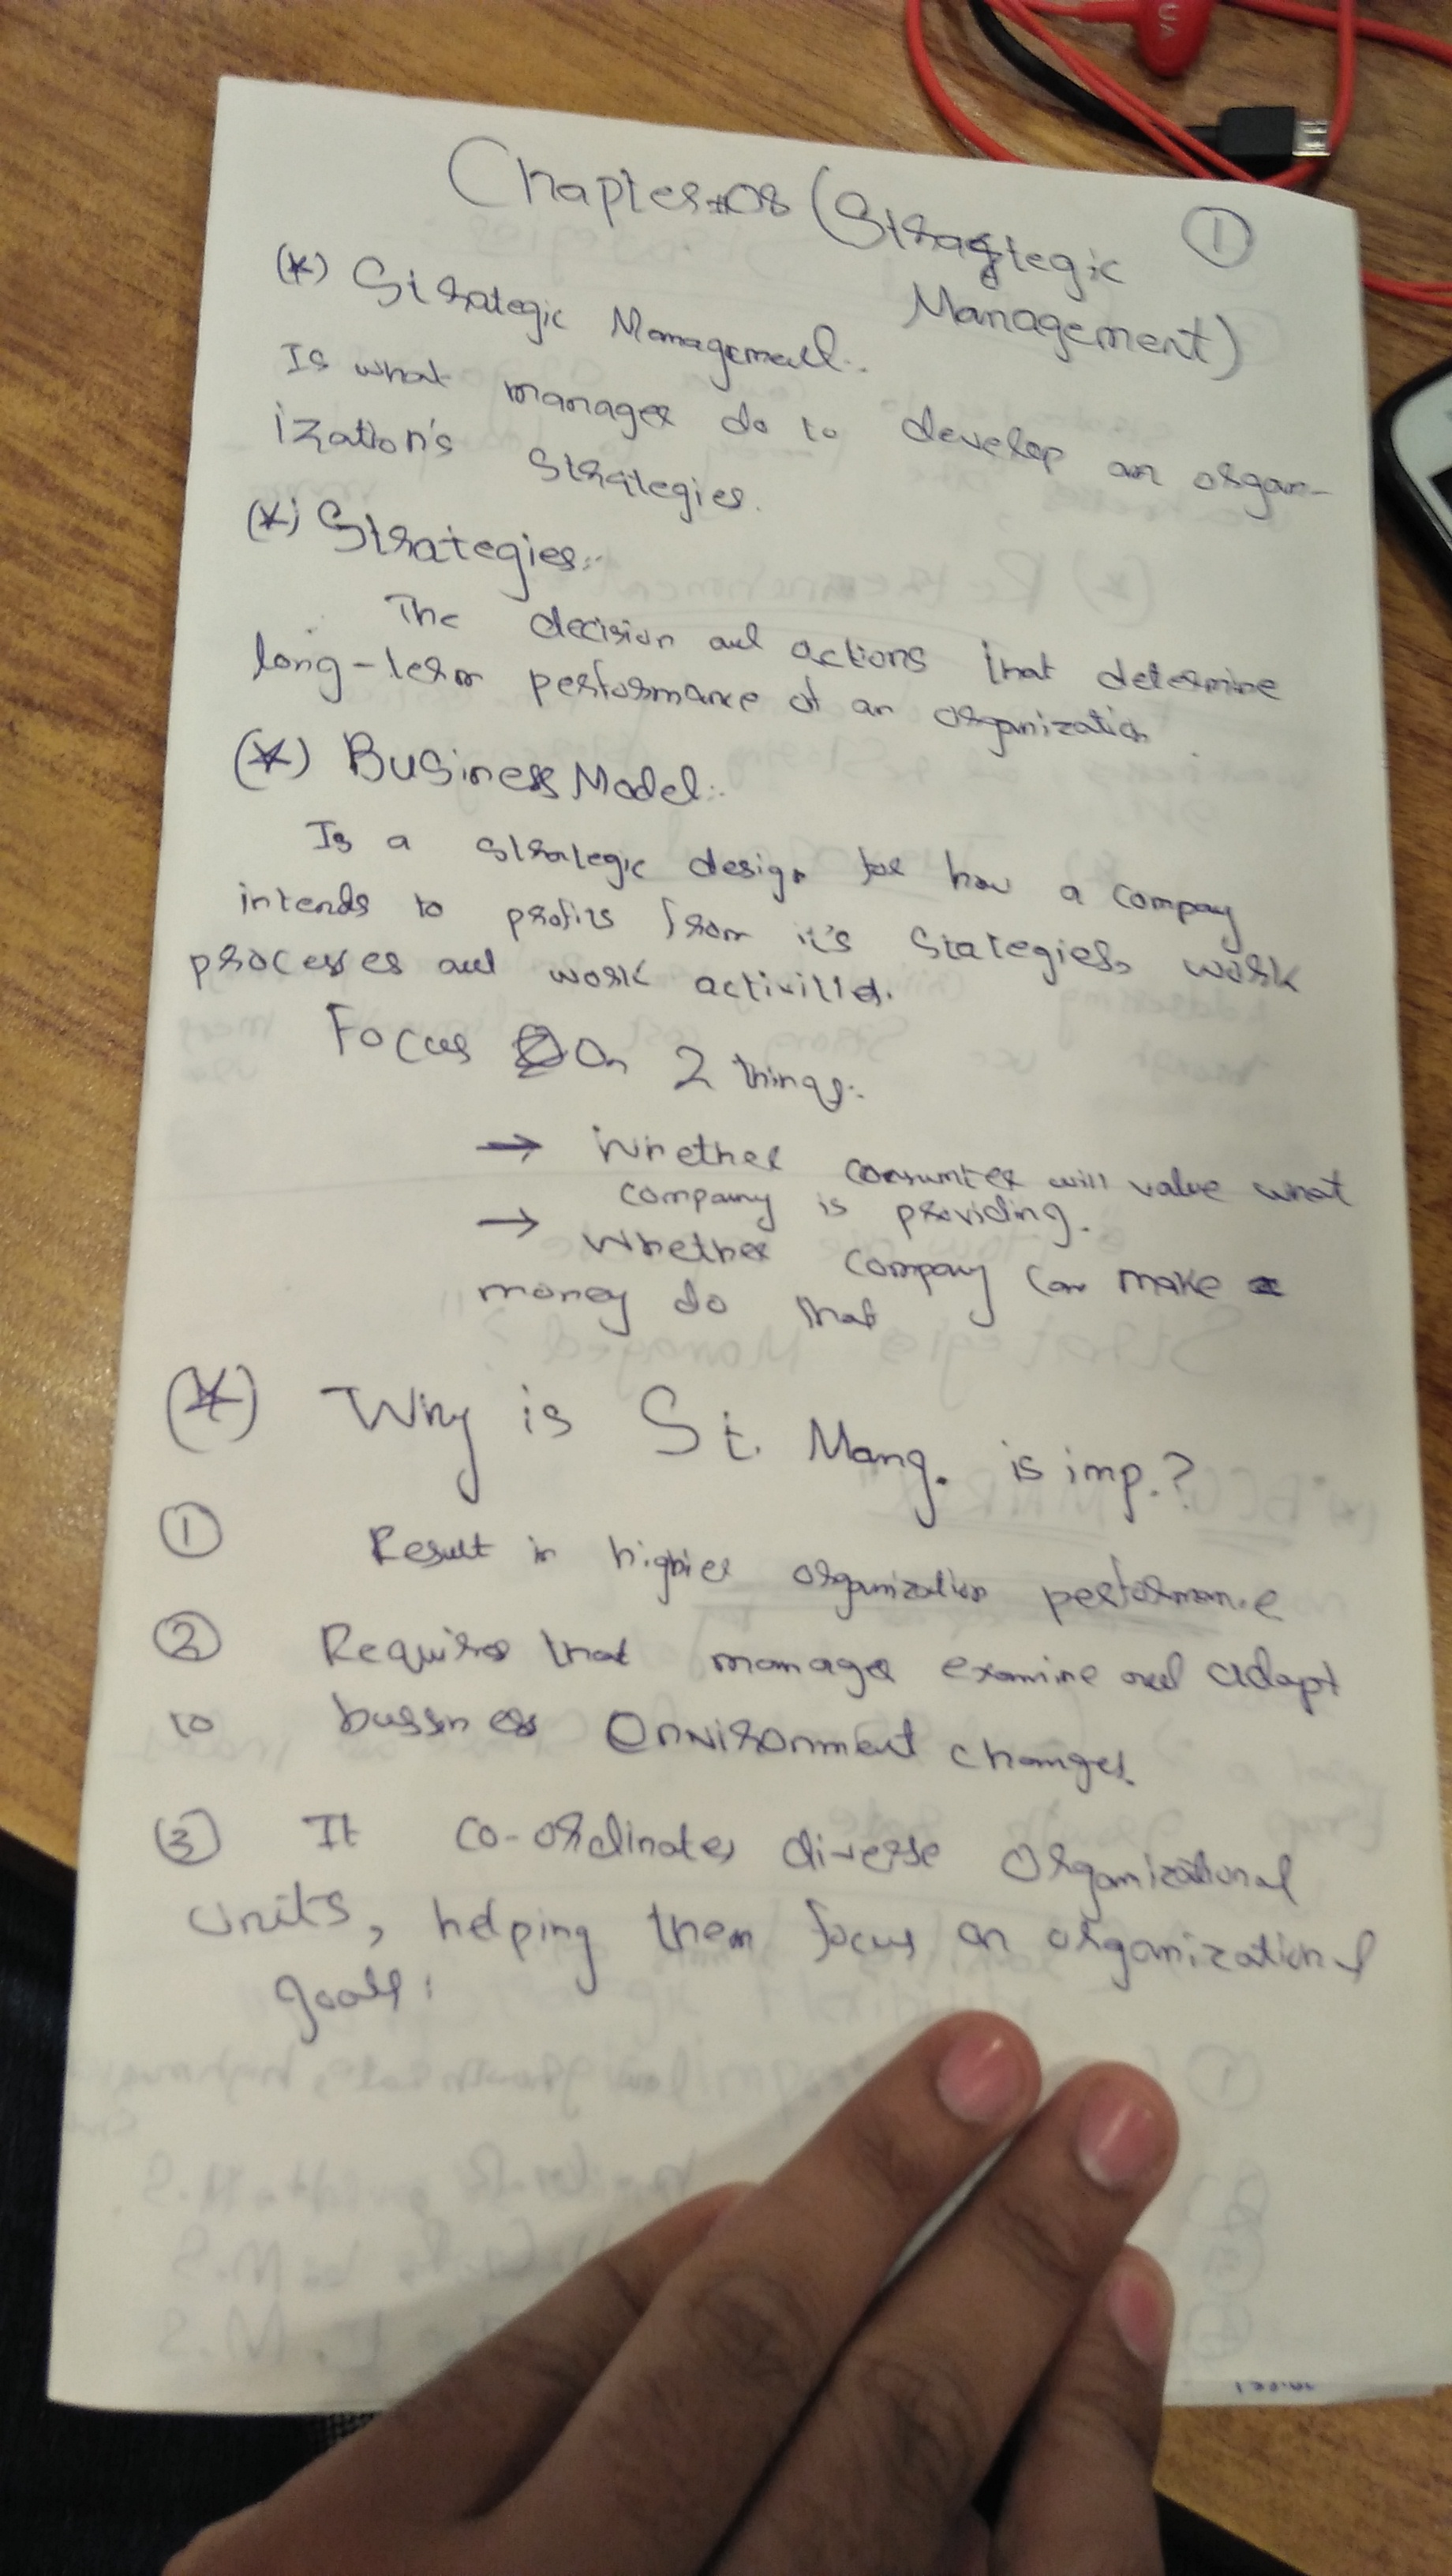 Chapter#08 (Strategic
Management)
1
(*) Strategic Management:.
Is what manager do to develop an organ-
ization's strategies.
(*) Strategies:.
The decision and actions that determine
long-term performance of an organization.
(*) Business Model:.
Is a strategic design for how a company
intends to profits from it's Stategies, work
processes and work activities.
Focus On 2 things:.
→ Whether consumter will value what
company is providing.
→ Whether company can make
money do that
(*) Why is St. Mang. is imp.?
① Result in higher organization performance
② Requires that manager examine and adapt
to bussness environment changes.
③ It co-ordinates diverse organizational
units, helping them focus on organizational
goals: